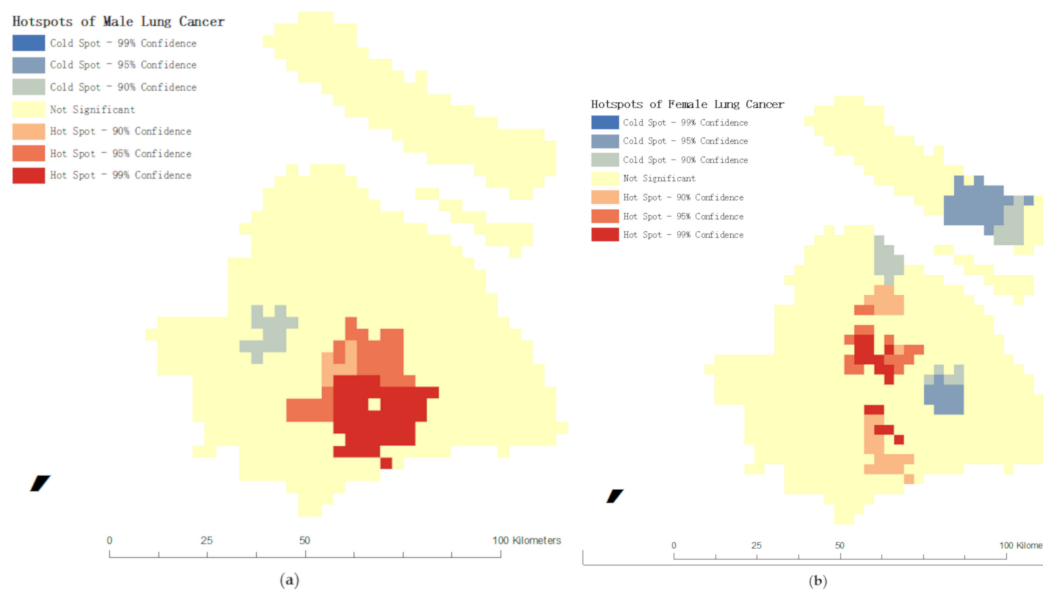 Hotspots of Male Lung Cancer
Cold Spot - 99% Confidence
Cold Spot - 95% Confidence
Cold Spot - 90% Confidence
Not Significant
Hot Spot - 90% Confidence
Hot Spot - 95% Confidence
Hot Spot - 99% Confidence
0 25 50 100 Kilometers
(a)
Hotspots of Female Lung Cancer
Cold Spot - 99% Confidence
Cold Spot - 95% Confidence
Cold Spot - 90% Confidence
Not Significant
Hot Spot - 90% Confidence
Hot Spot - 95% Confidence
Hot Spot - 99% Confidence
0 25 50 100 Kilometers
(b)